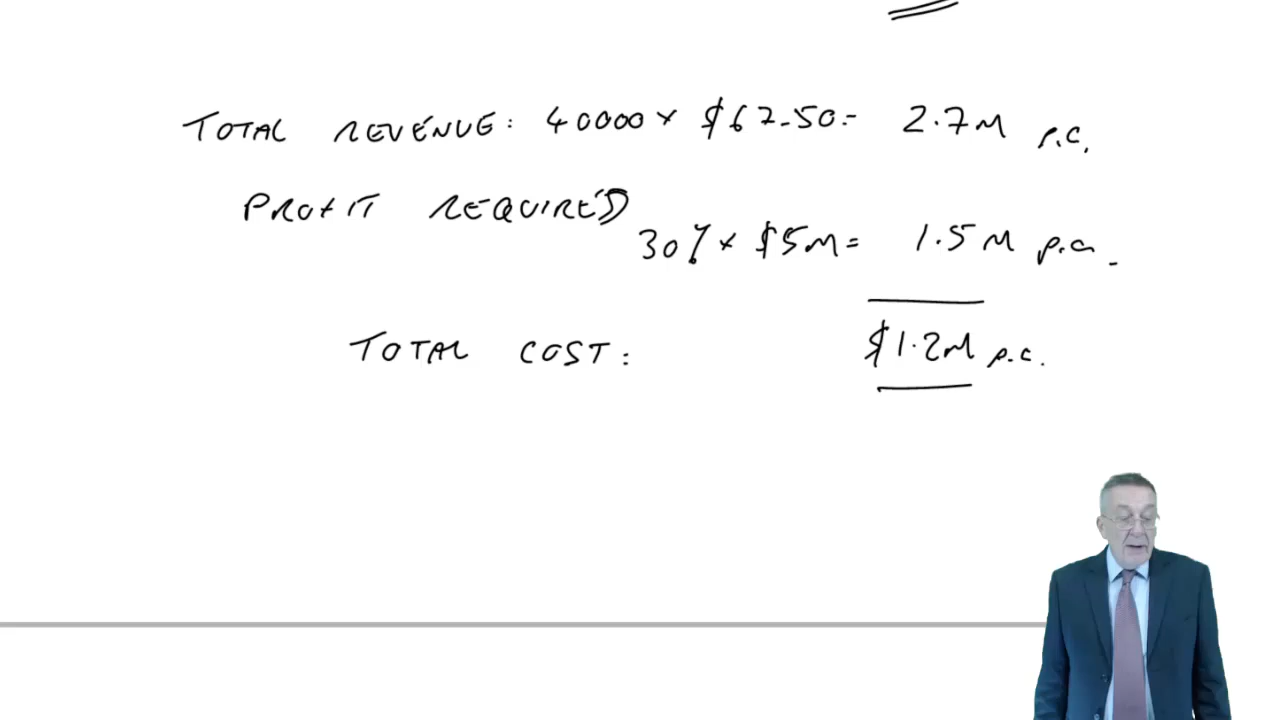 TOTAL REVENUE: 40000 × $67.50= 2.7M p.a.
PROFIT REQUIRED
30% × $5M = 1.5M p.a.
TOTAL COST: $1.2M p.a.